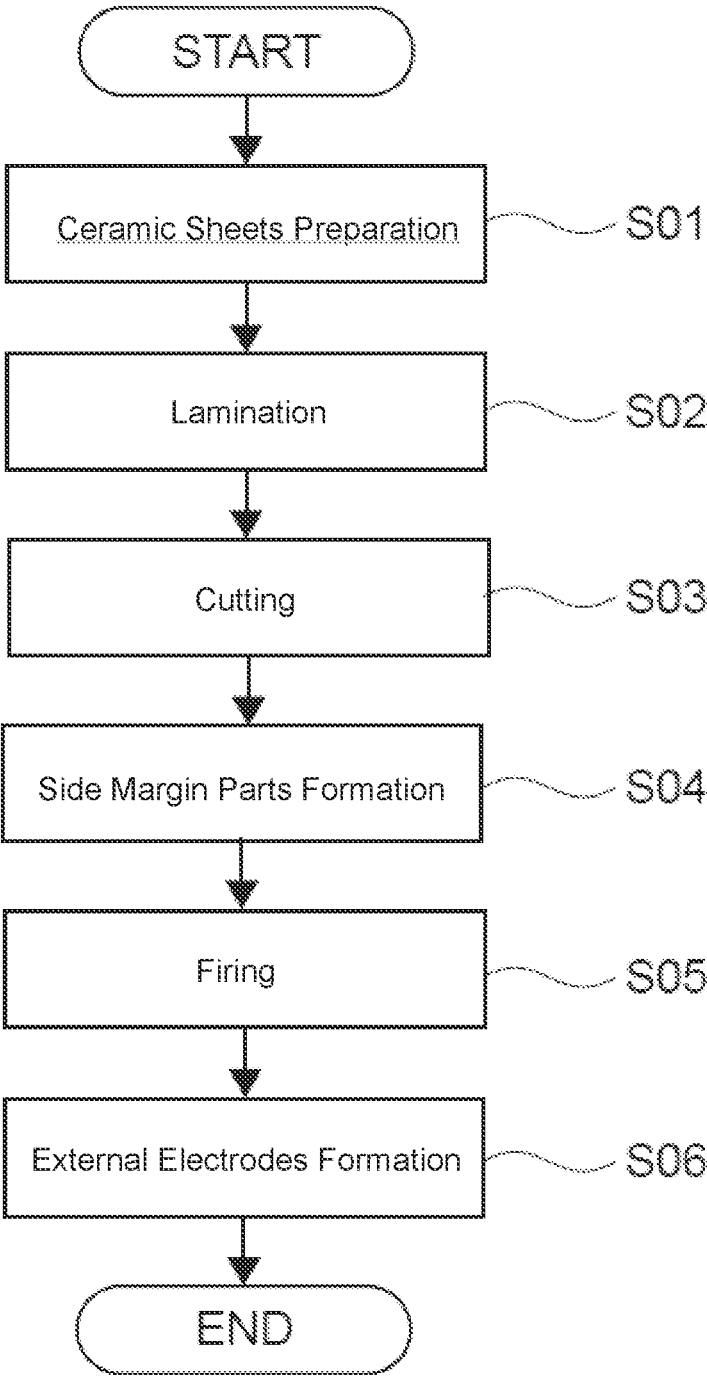 START
Ceramic Sheets Preparation
S01
Lamination
S02
Cutting
S03
Side Margin Parts Formation
S04
Firing
S05
External Electrodes Formation
S06
END